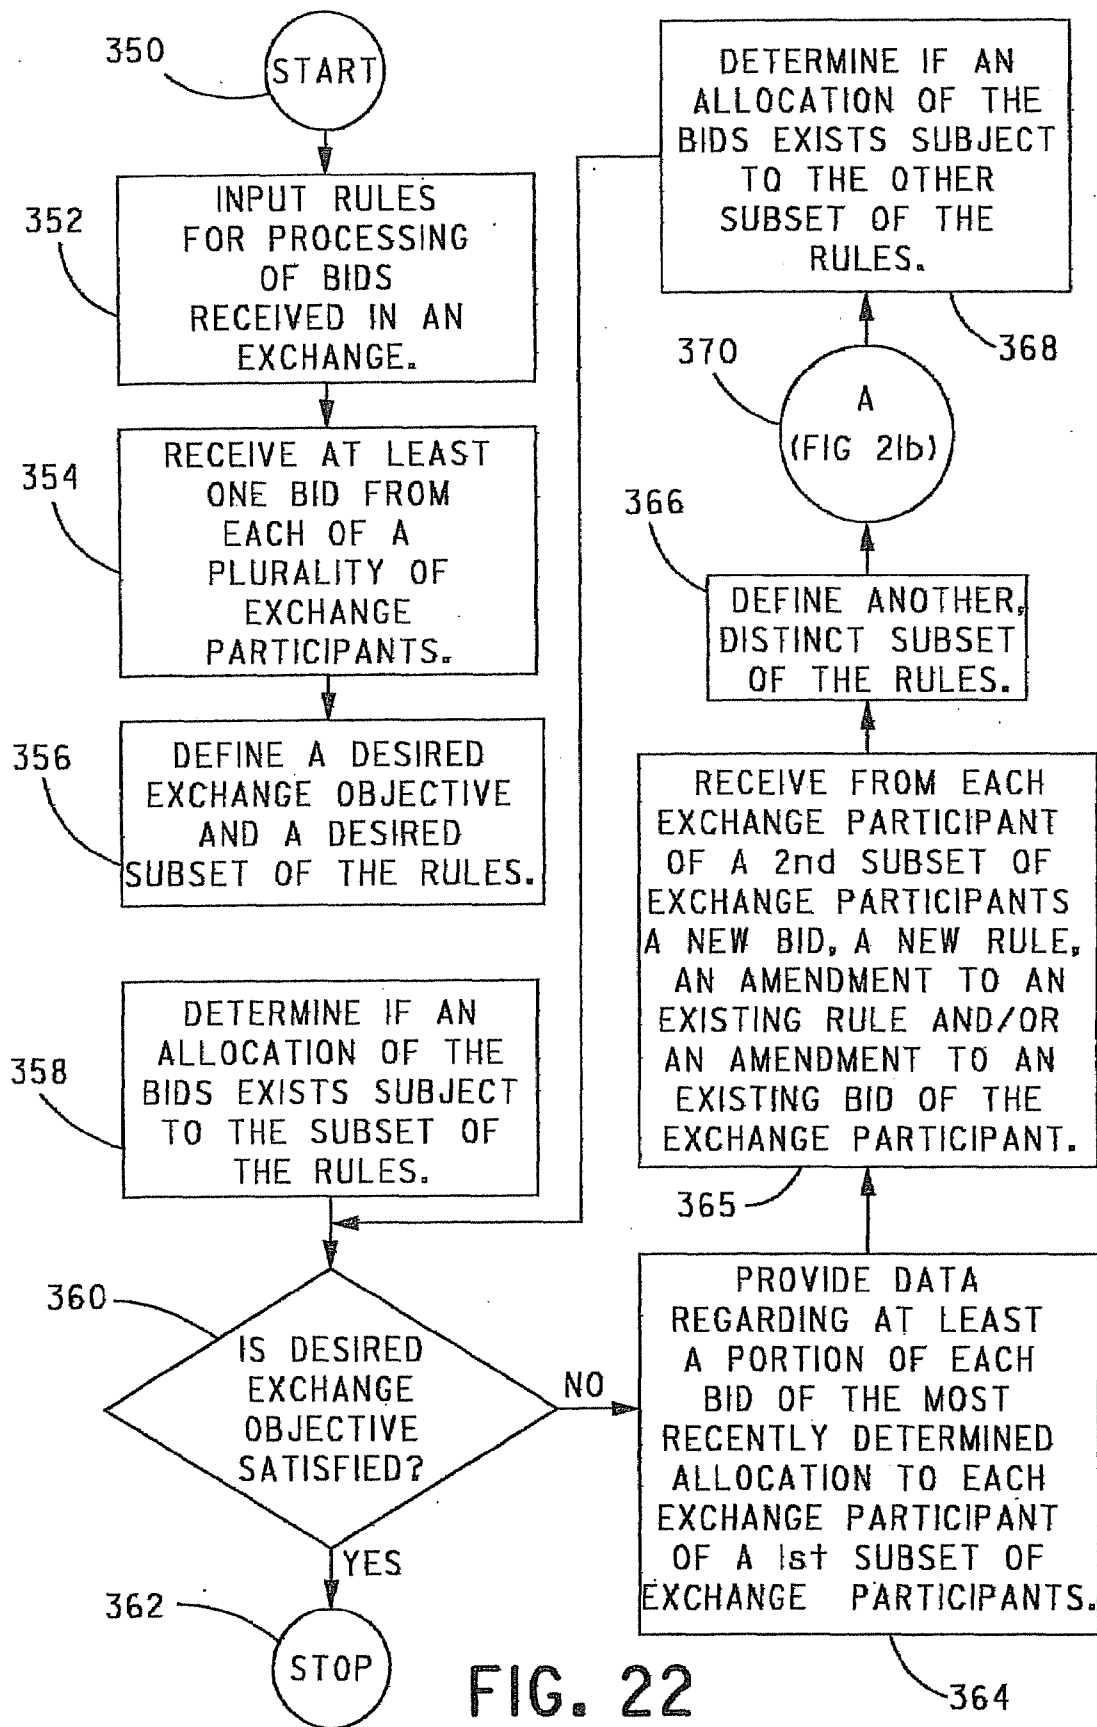 350
START
352
INPUT RULES
FOR PROCESSING
OF BIDS
RECEIVED IN AN
EXCHANGE.
354
RECEIVE AT LEAST
ONE BID FROM
EACH OF A
PLURALITY OF
EXCHANGE
PARTICIPANTS.
356
DEFINE A DESIRED
EXCHANGE OBJECTIVE
AND A DESIRED
SUBSET OF THE RULES.
358
DETERMINE IF AN
ALLOCATION OF THE
BIDS EXISTS SUBJECT
TO THE SUBSET OF
THE RULES.
360
IS DESIRED
EXCHANGE
OBJECTIVE
SATISFIED?
NO
YES
362
STOP
PROVIDE DATA
REGARDING AT LEAST
A PORTION OF EACH
BID OF THE MOST
RECENTLY DETERMINED
ALLOCATION TO EACH
EXCHANGE PARTICIPANT
OF A 1st SUBSET OF
EXCHANGE PARTICIPANTS.
364
RECEIVE FROM EACH
EXCHANGE PARTICIPANT
OF A 2nd SUBSET OF
EXCHANGE PARTICIPANTS
A NEW BID, A NEW RULE,
AN AMENDMENT TO AN
EXISTING RULE AND/OR
AN AMENDMENT TO AN
EXISTING BID OF THE
EXCHANGE PARTICIPANT.
365
366
DEFINE ANOTHER,
DISTINCT SUBSET
OF THE RULES.
370
A
(FIG 21b)
DETERMINE IF AN
ALLOCATION OF THE
BIDS EXISTS SUBJECT
TO THE OTHER
SUBSET OF THE
RULES.
368
FIG. 22